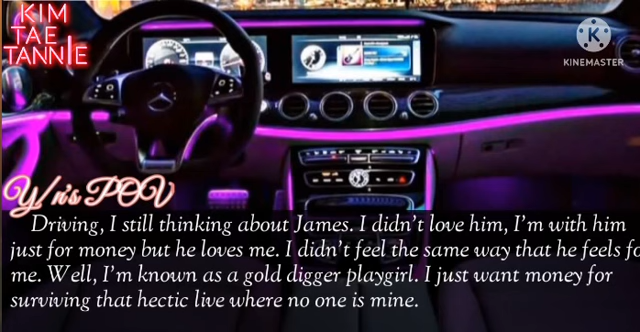 KIM
TAE
TANNIE
K
KINEMASTER
Y/n's POV
Driving, I still thinking about James. I didn't love him, I'm with him
just for money but he loves me. I didn't feel the same way that he feels fo
me. Well, I'm known as a gold digger playgirl. I just want money for
surviving that hectic live where no one is mine.